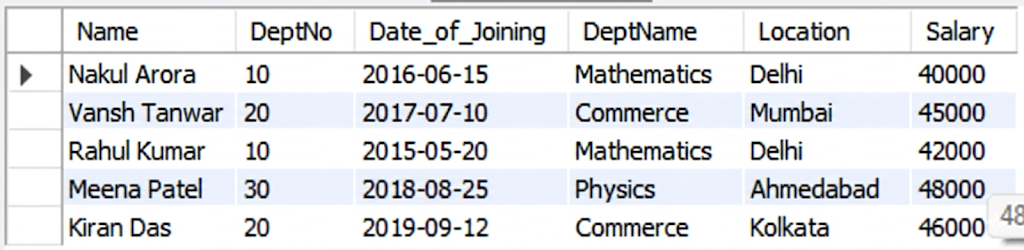 Name DeptNo Date_of_Joining DeptName Location Salary
Nakul Arora 10 2016-06-15 Mathematics Delhi 40000
Vansh Tanwar 20 2017-07-10 Commerce Mumbai 45000
Rahul Kumar 10 2015-05-20 Mathematics Delhi 42000
Meena Patel 30 2018-08-25 Physics Ahmedabad 48000
Kiran Das 20 2019-09-12 Commerce Kolkata 46000
48